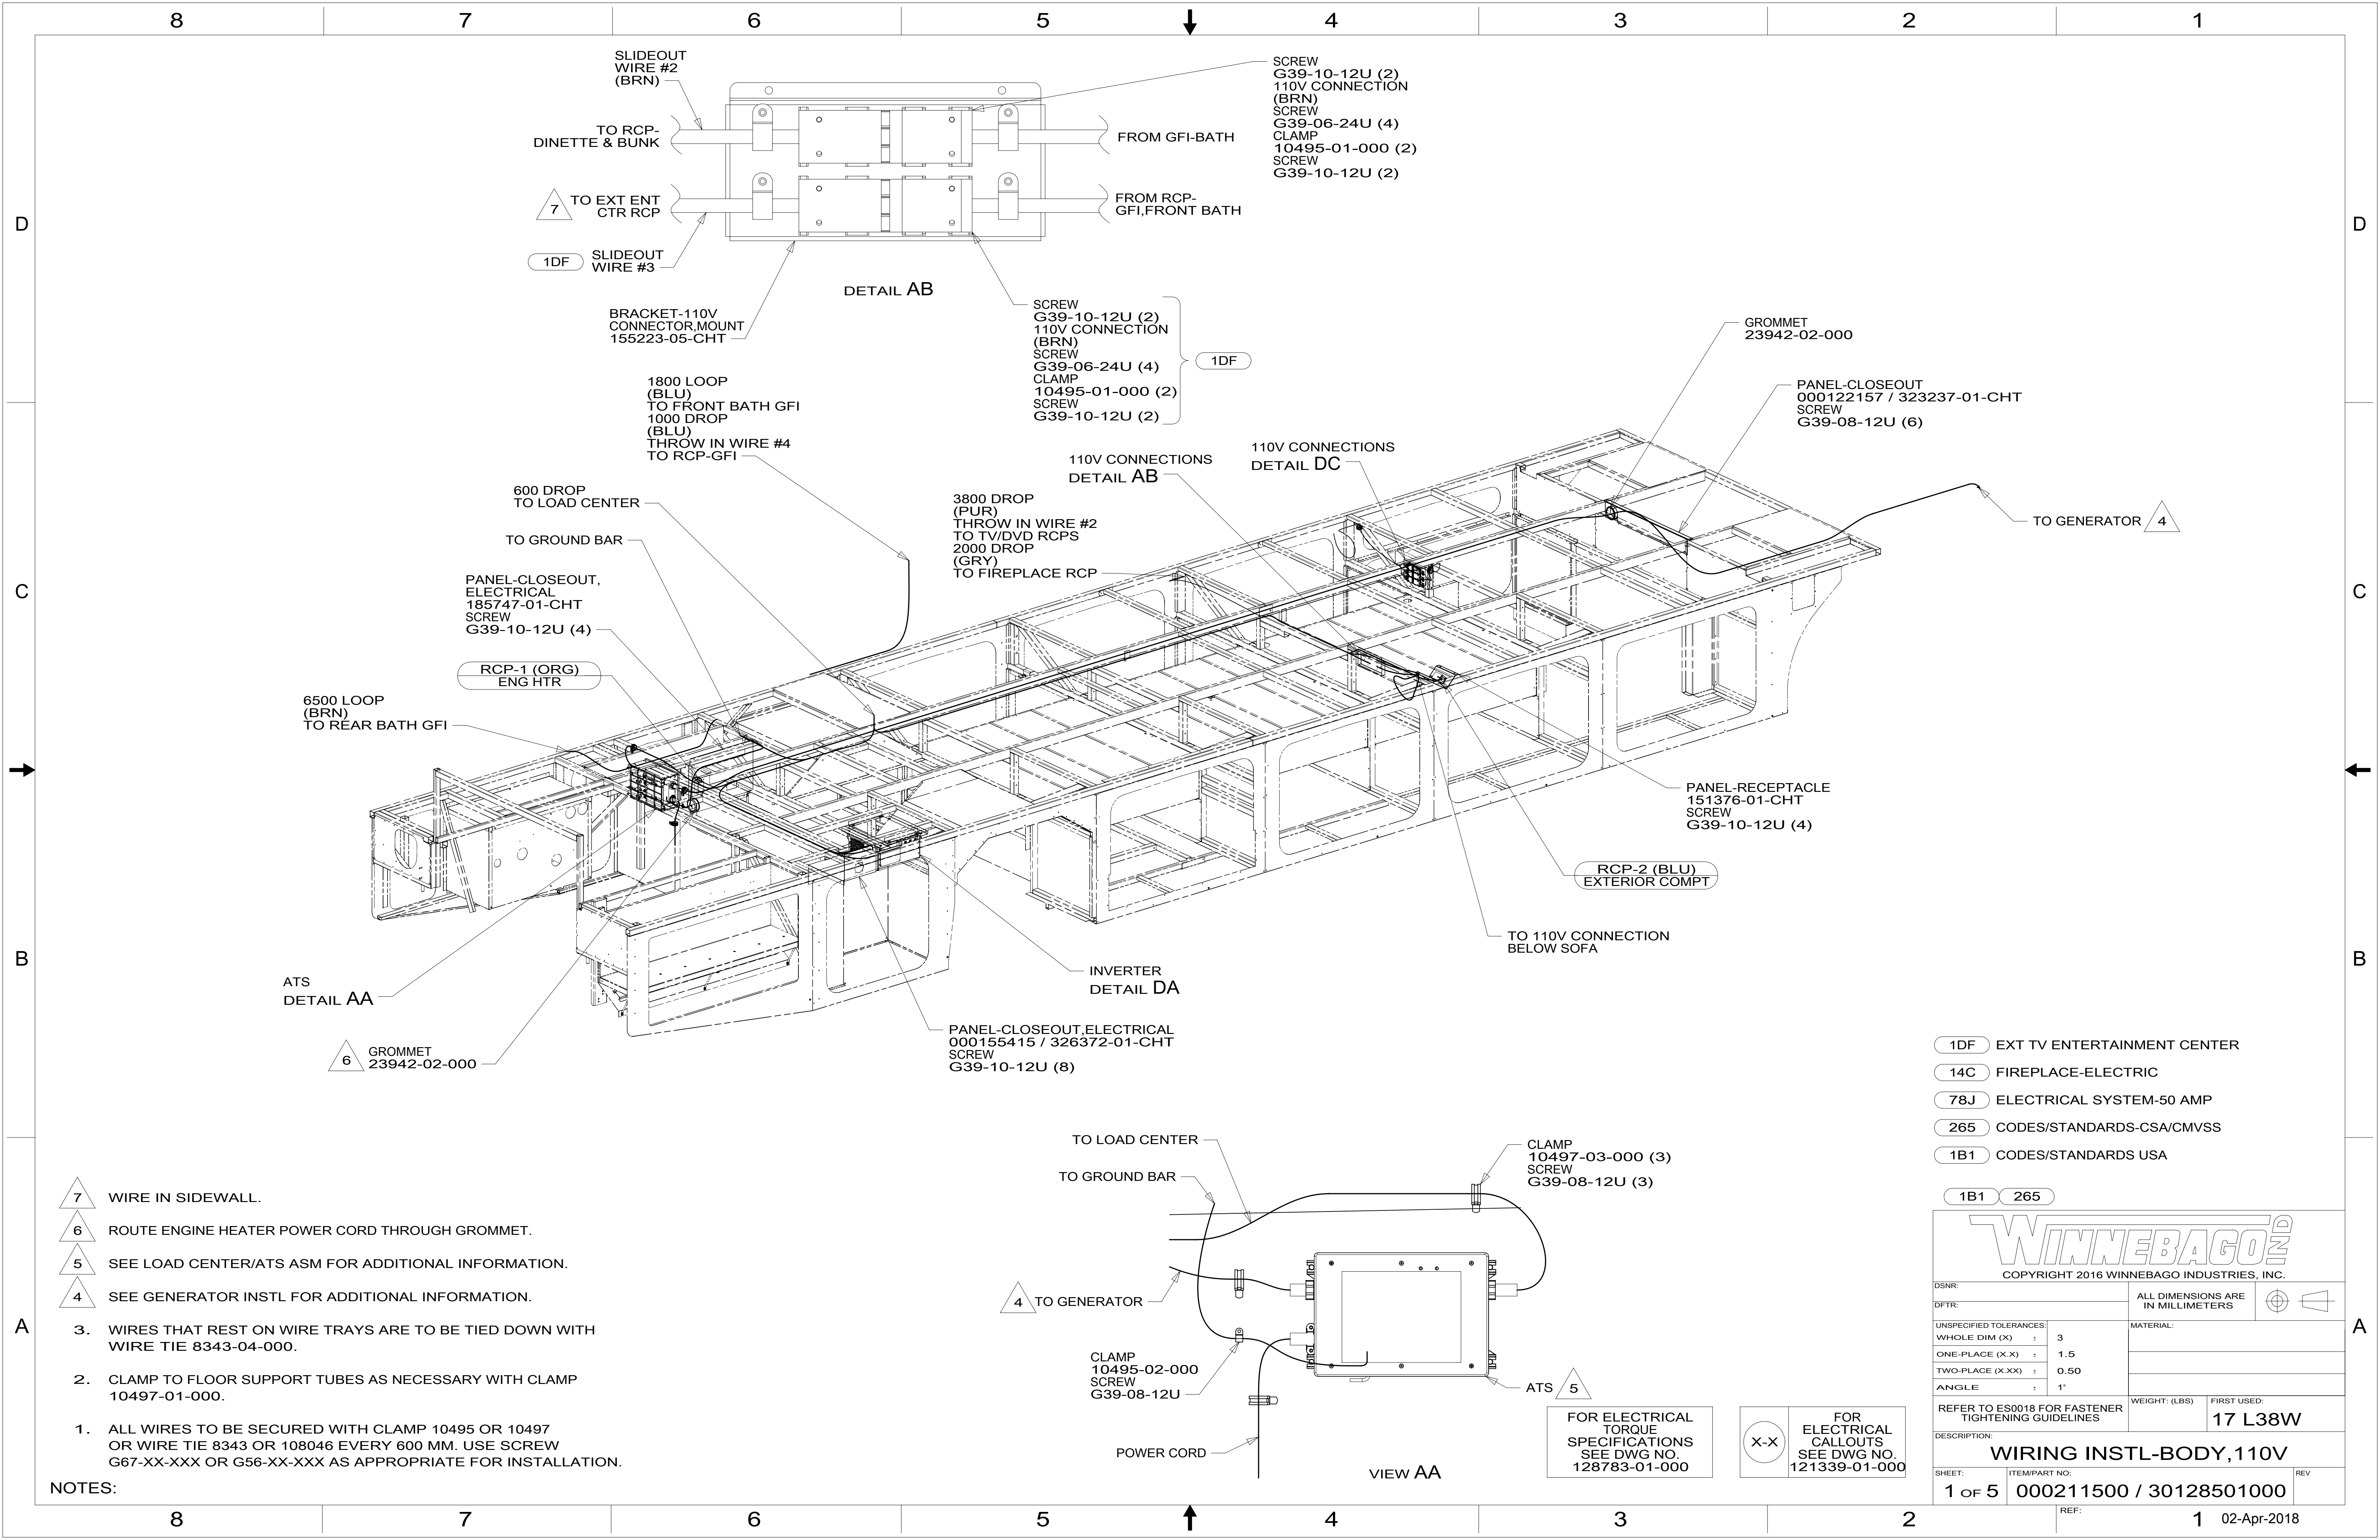 8 7 6 5 4 3 2 1
D
D
C
C
B
B
A
A
SLIDEOUT
WIRE #2
(BRN)
TO RCP-
DINETTE & BUNK
7
TO EXT ENT
CTR RCP
1DF
SLIDEOUT
WIRE #3
BRACKET-110V
CONNECTOR,MOUNT
155223-05-CHT
FROM GFI-BATH
FROM RCP-
GFI,FRONT BATH
DETAIL AB
SCREW
G39-10-12U (2)
110V CONNECTION
(BRN)
SCREW
G39-06-24U (4)
CLAMP
10495-01-000 (2)
SCREW
G39-10-12U (2)
SCREW
G39-10-12U (2)
110V CONNECTION
(BRN)
SCREW
G39-06-24U (4)
CLAMP
10495-01-000 (2)
SCREW
G39-10-12U (2)
1DF
GROMMET
23942-02-000
PANEL-CLOSEOUT
000122157 / 323237-01-CHT
SCREW
G39-08-12U (6)
1800 LOOP
(BLU)
TO FRONT BATH GFI
1000 DROP
(BLU)
THROW IN WIRE #4
TO RCP-GFI
110V CONNECTIONS
DETAIL AB
110V CONNECTIONS
DETAIL DC
600 DROP
TO LOAD CENTER
3800 DROP
(PUR)
THROW IN WIRE #2
TO TV/DVD RCPS
2000 DROP
(GRY)
TO FIREPLACE RCP
TO GENERATOR
4
TO GROUND BAR
PANEL-CLOSEOUT,
ELECTRICAL
185747-01-CHT
SCREW
G39-10-12U (4)
RCP-1 (ORG)
ENG HTR
6500 LOOP
(BRN)
TO REAR BATH GFI
PANEL-RECEPTACLE
151376-01-CHT
SCREW
G39-10-12U (4)
RCP-2 (BLU)
EXTERIOR COMPT
TO 110V CONNECTION
BELOW SOFA
ATS
DETAIL AA
INVERTER
DETAIL DA
6
GROMMET
23942-02-000
PANEL-CLOSEOUT,ELECTRICAL
000155415 / 326372-01-CHT
SCREW
G39-10-12U (8)
1DF EXT TV ENTERTAINMENT CENTER
14C FIREPLACE-ELECTRIC
78J ELECTRICAL SYSTEM-50 AMP
265 CODES/STANDARDS-CSA/CMVSS
1B1 CODES/STANDARDS USA
1B1 265
7 WIRE IN SIDEWALL.
6 ROUTE ENGINE HEATER POWER CORD THROUGH GROMMET.
5 SEE LOAD CENTER/ATS ASM FOR ADDITIONAL INFORMATION.
4 SEE GENERATOR INSTL FOR ADDITIONAL INFORMATION.
3. WIRES THAT REST ON WIRE TRAYS ARE TO BE TIED DOWN WITH
WIRE TIE 8343-04-000.
2. CLAMP TO FLOOR SUPPORT TUBES AS NECESSARY WITH CLAMP
10497-01-000.
1. ALL WIRES TO BE SECURED WITH CLAMP 10495 OR 10497
OR WIRE TIE 8343 OR 108046 EVERY 600 MM. USE SCREW
G67-XX-XXX OR G56-XX-XXX AS APPROPRIATE FOR INSTALLATION.
NOTES:
TO LOAD CENTER
TO GROUND BAR
CLAMP
10497-03-000 (3)
SCREW
G39-08-12U (3)
4
TO GENERATOR
CLAMP
10495-02-000
SCREW
G39-08-12U
ATS
5
POWER CORD
VIEW AA
FOR ELECTRICAL
TORQUE
SPECIFICATIONS
SEE DWG NO.
128783-01-000
X-X
FOR
ELECTRICAL
CALLOUTS
SEE DWG NO.
121339-01-000
WINNEBAGO IND
COPYRIGHT 2016 WINNEBAGO INDUSTRIES, INC.
DSNR:
DFTR:
ALL DIMENSIONS ARE
IN MILLIMETERS
UNSPECIFIED TOLERANCES:
WHOLE DIM (X) ± 3
ONE-PLACE (X.X) ± 1.5
TWO-PLACE (X.XX) ± 0.50
ANGLE ± 1°
MATERIAL:
REFER TO ES0018 FOR FASTENER
TIGHTENING GUIDELINES
WEIGHT: (LBS)
FIRST USED:
17 L38W
DESCRIPTION:
WIRING INSTL-BODY,110V
SHEET:
1 OF 5
ITEM/PART NO:
000211500 / 30128501000
REV
REF:
8 7 6 5 4 3 2 1
02-Apr-2018